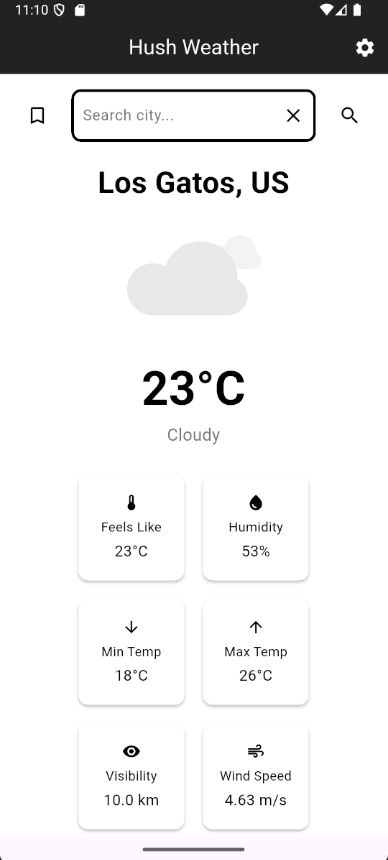 11:10
Hush Weather
Search city...
Los Gatos, US
23°C
Cloudy
Feels Like
23°C
Humidity
53%
Min Temp
18°C
Max Temp
26°C
Visibility
10.0 km
Wind Speed
4.63 m/s